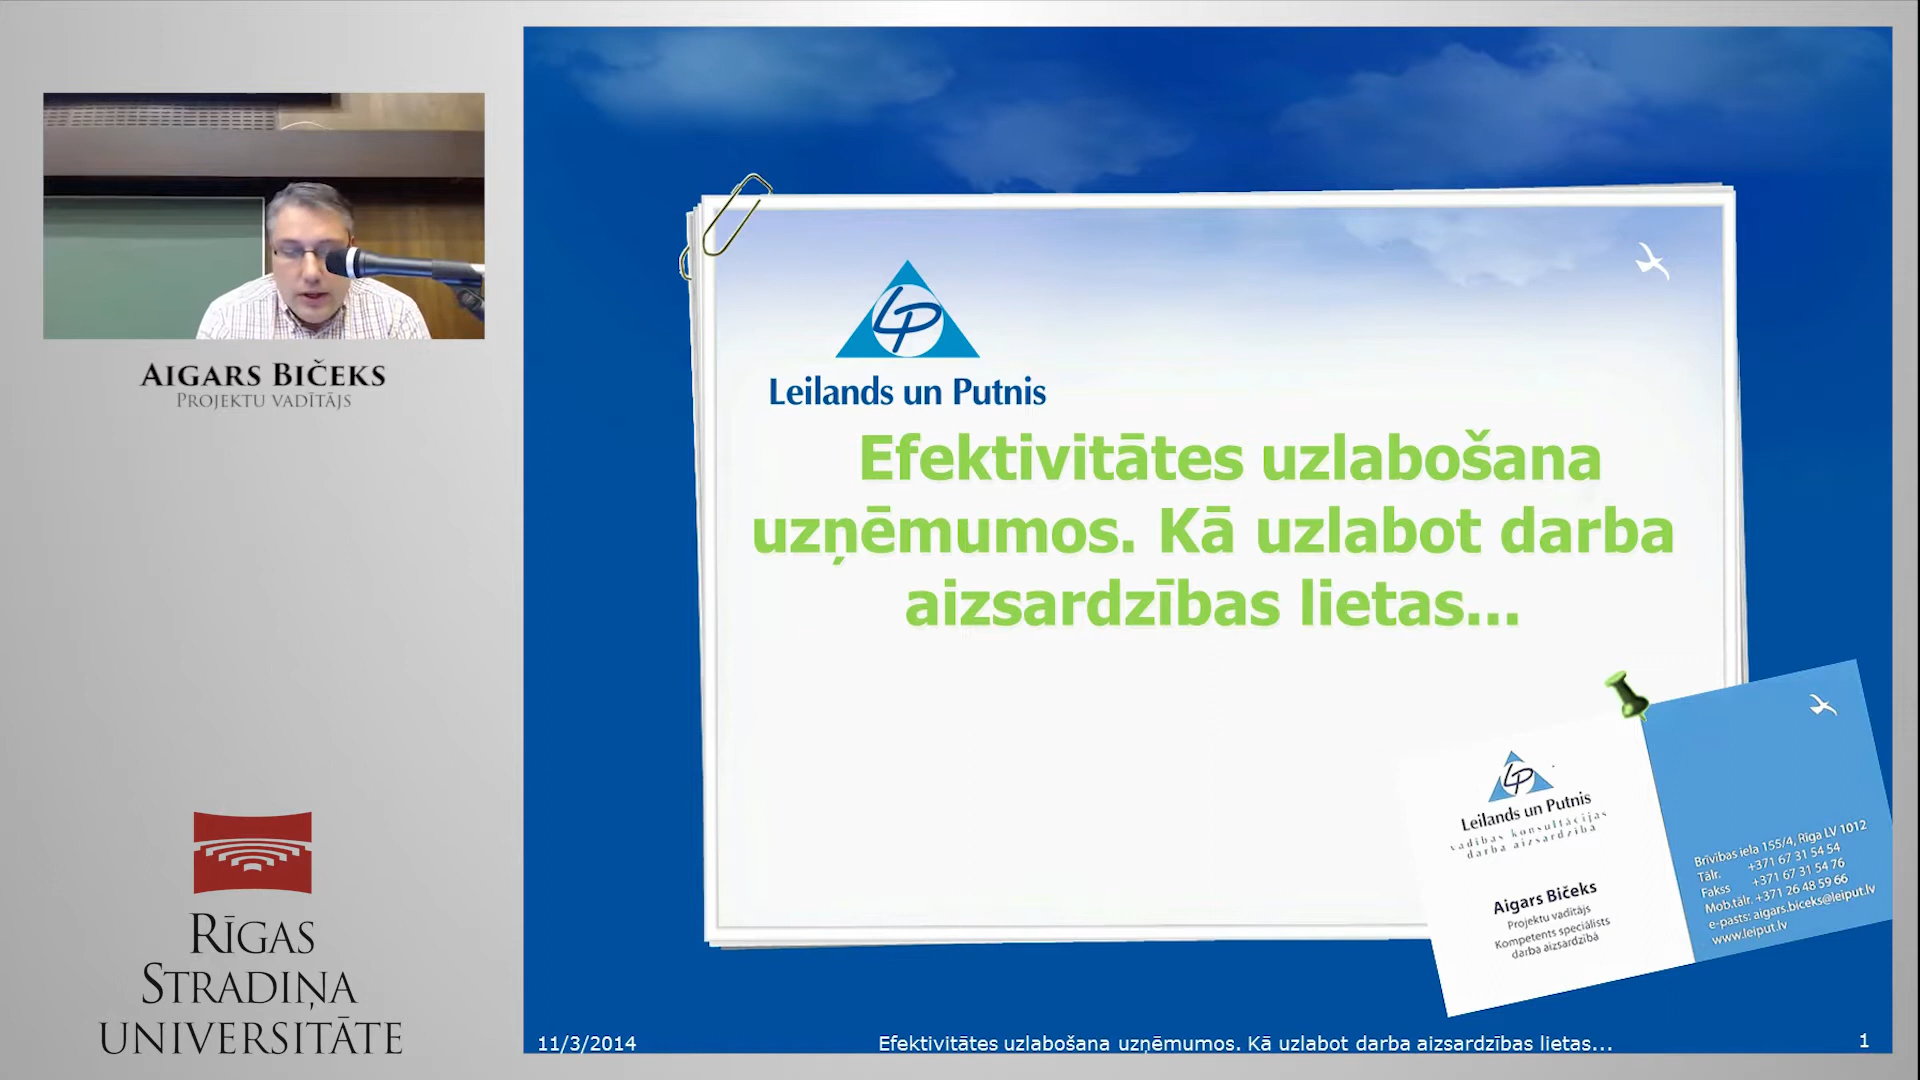 AIGARS BIČEKS
PROJEKTU VADĪTĀJS
RĪGAS
STRADIŅA
UNIVERSITĀTE
LP
Leilands un Putnis
Efektivitātes uzlabošana
uzņēmumos. Kā uzlabot darba
aizsardzības lietas...
LP
Leilands un Putnis
vadības konsultācijas
darba aizsardzība
Aigars Bičeks
Projektu vadītājs
Kompetents speciālists
darba aizsardzībā
Brīvības iela 155/4, Rīga LV 1012
Tālr. +371 67 31 54 54
Fakss +371 67 31 54 76
Mob.tālr. +371 26 48 59 66
e-pasts: aigars.biceks@leiput.lv
www.leiput.lv
11/3/2014
Efektivitātes uzlabošana uzņēmumos. Kā uzlabot darba aizsardzības lietas...
1